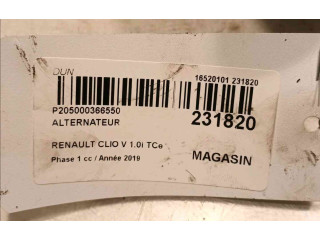 DUN
16520101 231820
P205000366550
231820
ALTERNATEUR
RENAULT CLIO V 1.0i TCe
Phase 1 cc / Année 2019
MAGASIN